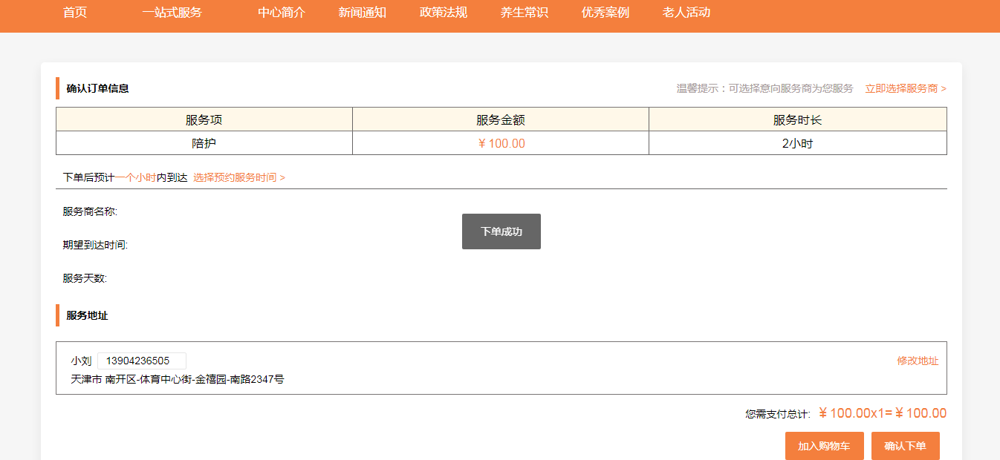 首页 一站式服务 中心简介 新闻通知 政策法规 养生常识 优秀案例 老人活动
确认订单信息 温馨提示：可选择意向服务商为您服务 立即选择服务商 >
服务项 服务金额 服务时长
陪护 ¥ 100.00 2小时
下单后预计一个小时内到达 选择预约服务时间 >
服务商名称:
下单成功
期望到达时间:
服务天数:
服务地址
小刘 13904236505 修改地址
天津市 南开区-体育中心街-金禧园-南路2347号
您需支付总计: ¥ 100.00x1= ¥ 100.00
加入购物车 确认下单